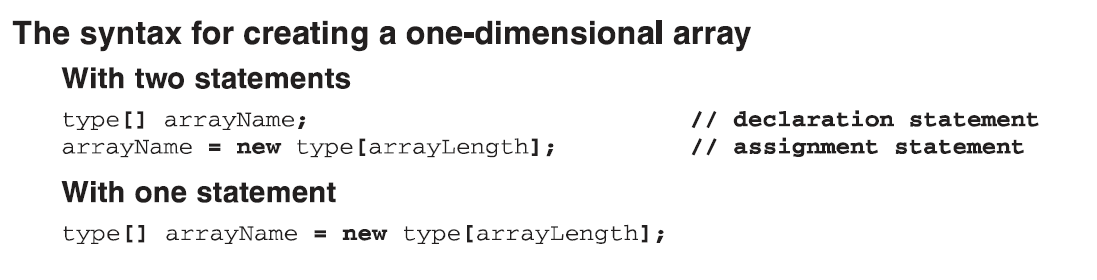 The syntax for creating a one-dimensional array
With two statements
type[] arrayName; // declaration statement
arrayName = new type[arrayLength]; // assignment statement
With one statement
type[] arrayName = new type[arrayLength];